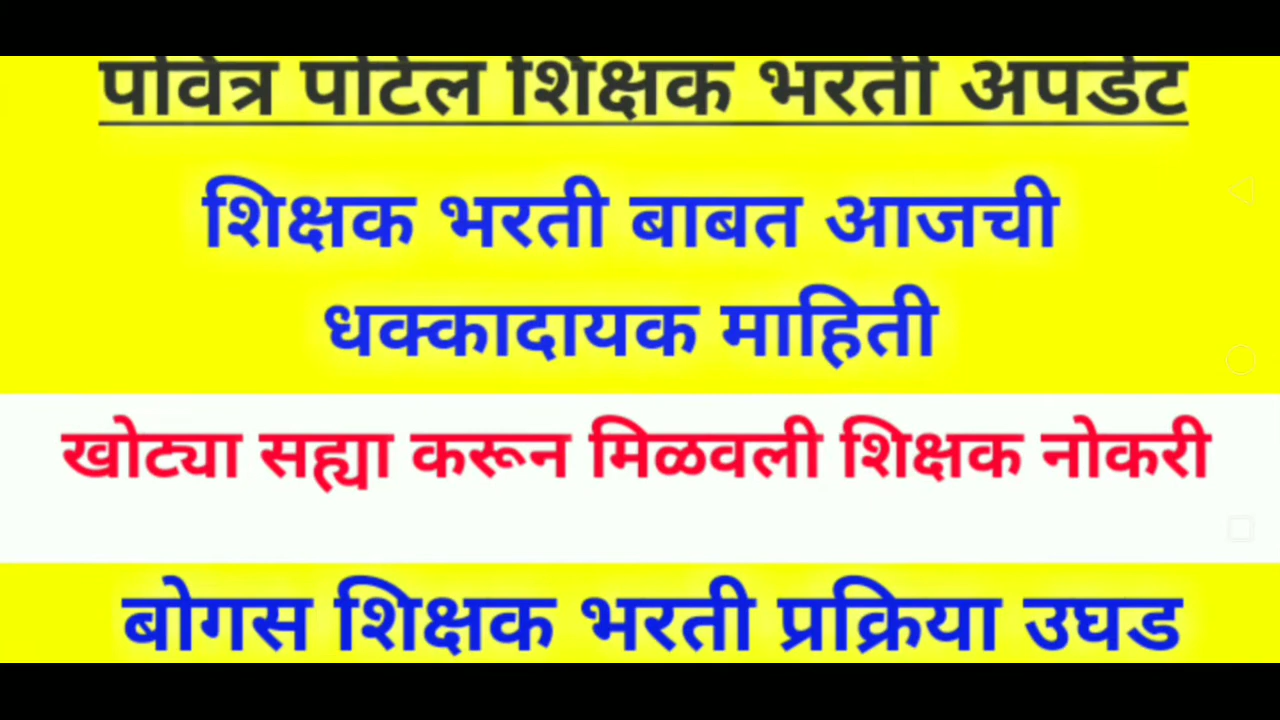 पवित्र पोर्टल शिक्षक भरती अपडेट
शिक्षक भरती बाबत आजची
धक्कादायक माहिती
खोट्या सह्या करून मिळवली शिक्षक नोकरी
बोगस शिक्षक भरती प्रक्रिया उघड